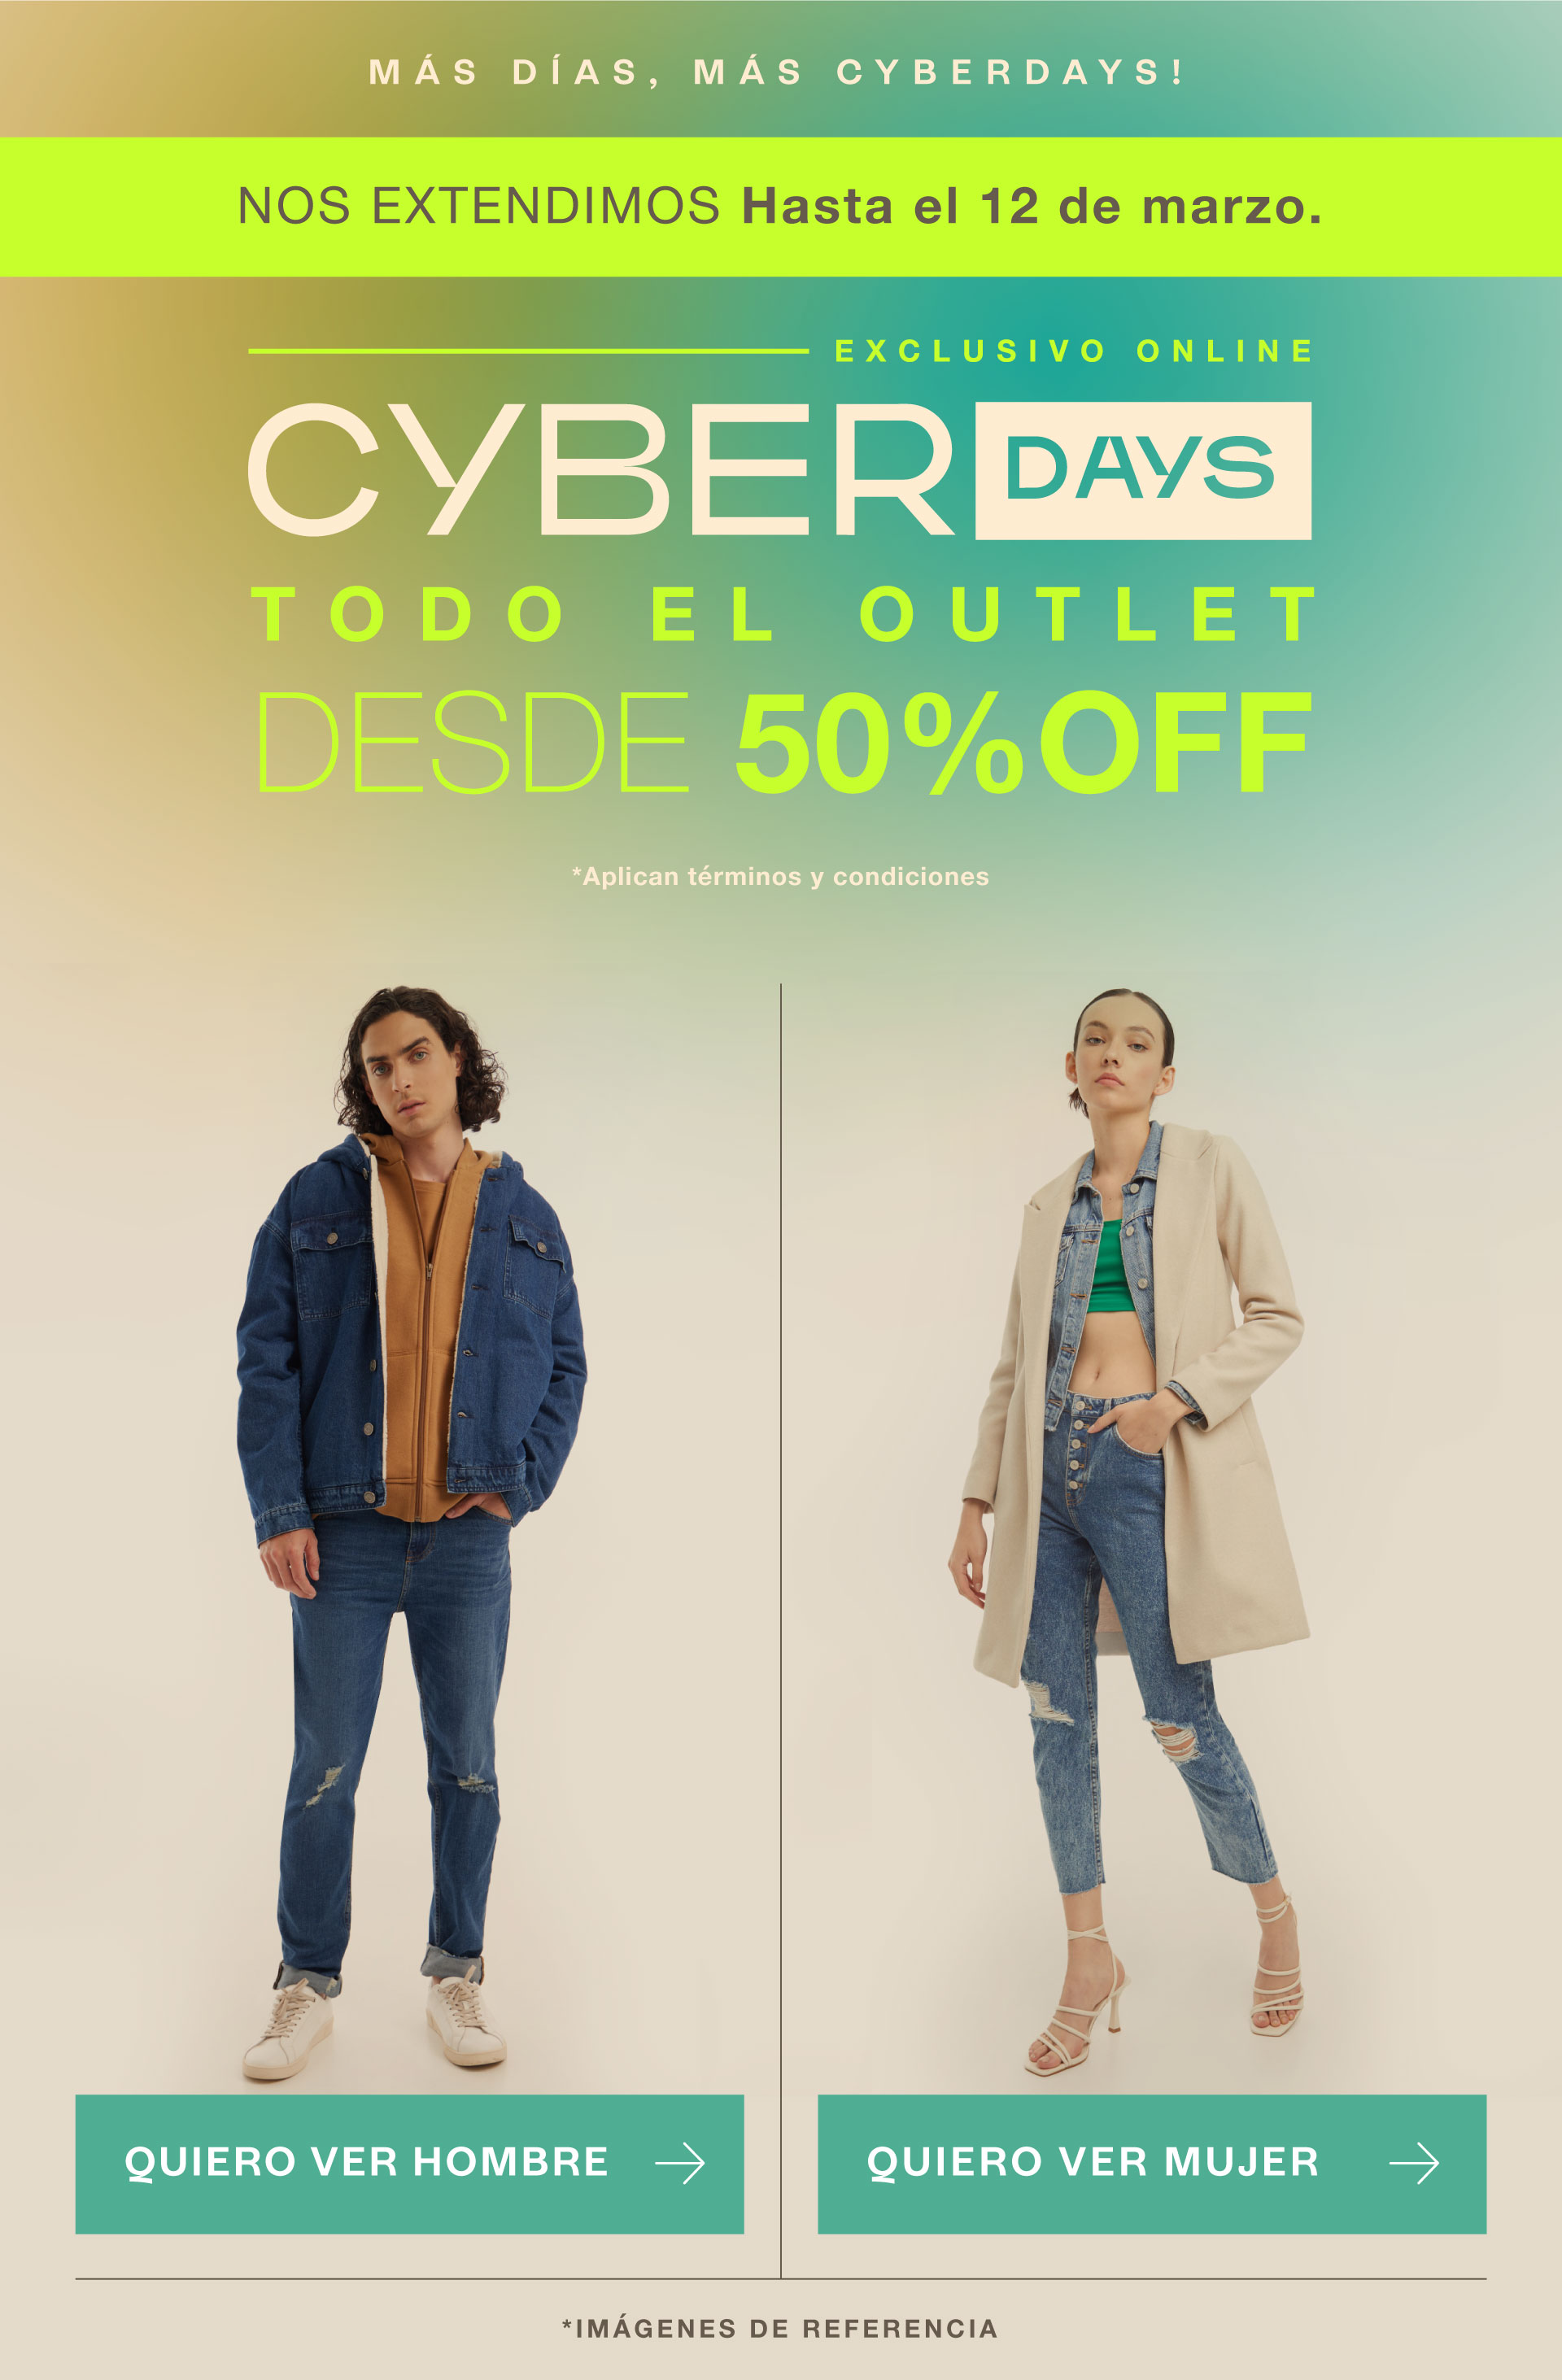 MÁS DÍAS, MÁS CYBERDAYS!
NOS EXTENDIMOS Hasta el 12 de marzo.
EXCLUSIVO ONLINE
CYBER DAYS
TODO EL OUTLET
DESDE 50%OFF
*Aplican términos y condiciones
QUIERO VER HOMBRE
QUIERO VER MUJER
*IMÁGENES DE REFERENCIA